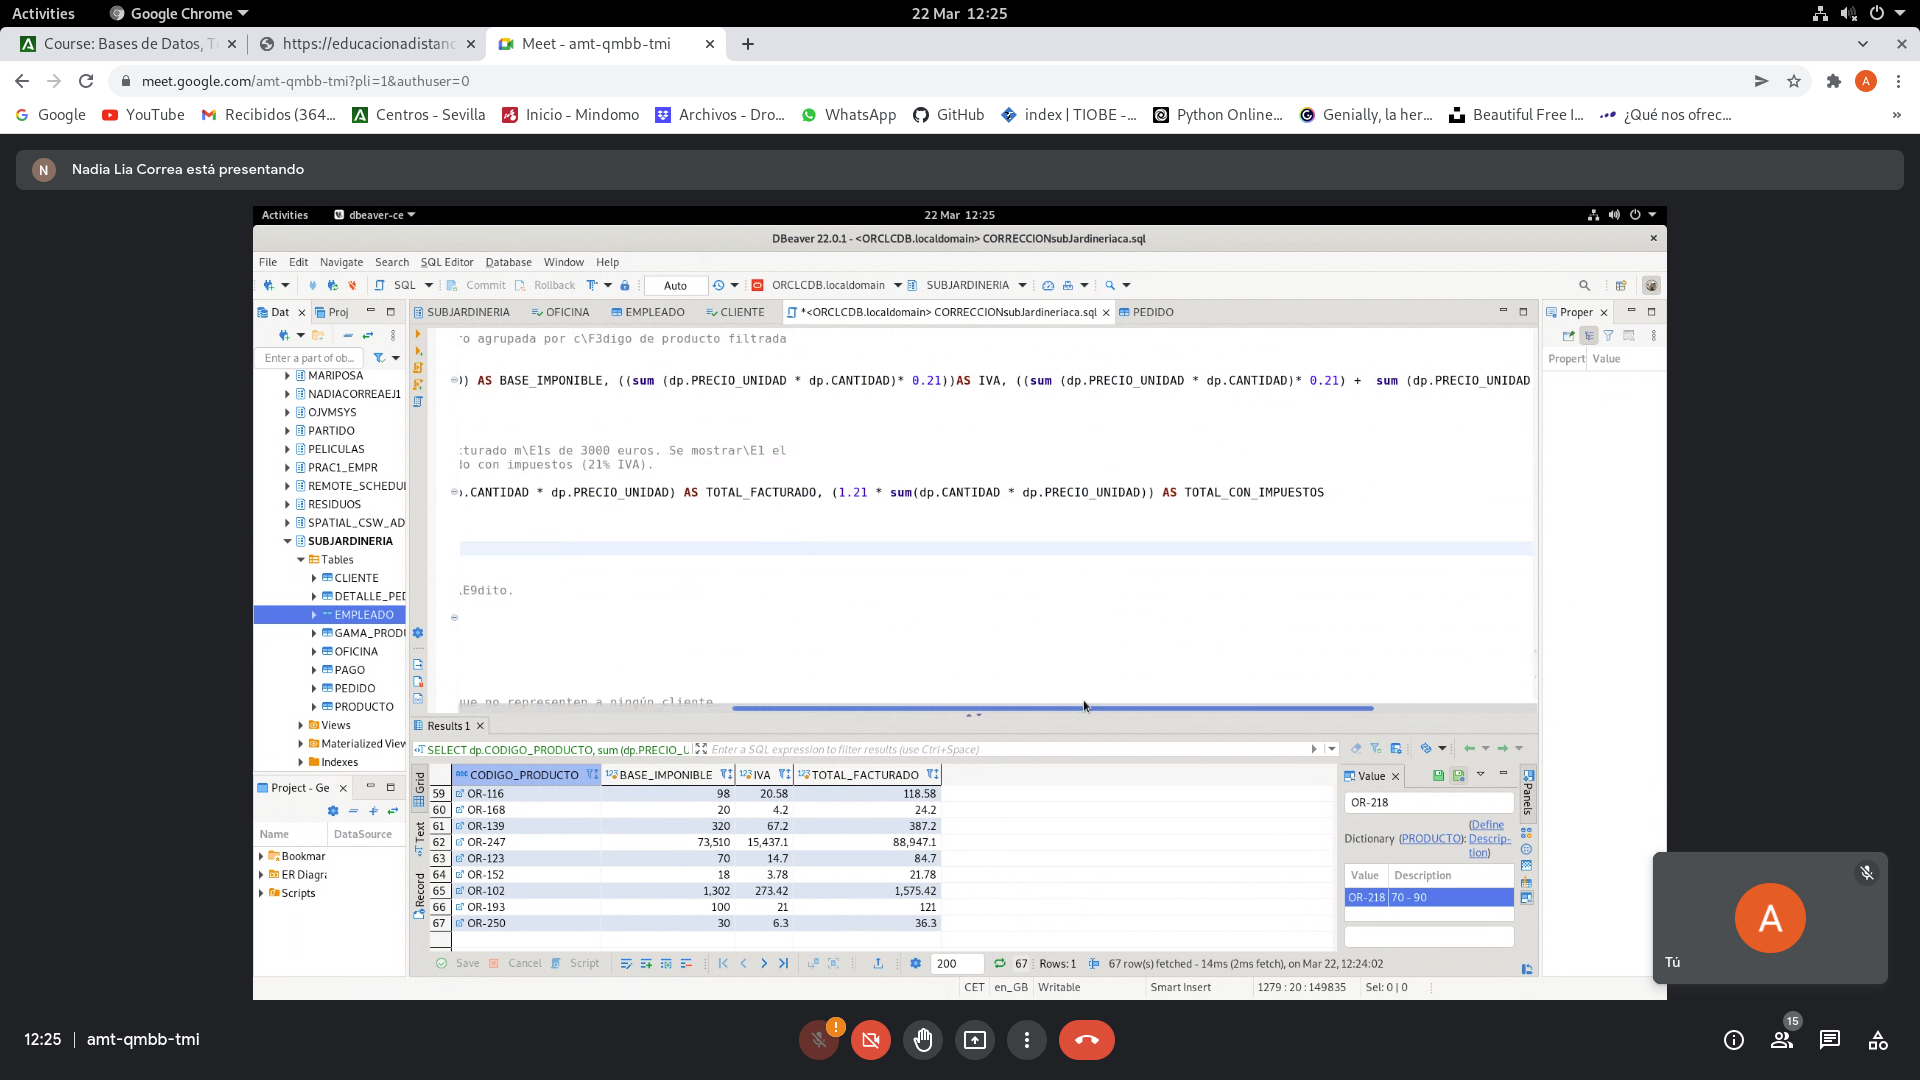 Activities
Google Chrome
22 Mar 12:25
Course: Bases de Datos, T
https://educacionadistanc
Meet - amt-qmbb-tmi
meet.google.com/amt-qmbb-tmi?pli=1&authuser=0
A
Google
YouTube
Recibidos (364...
Centros - Sevilla
Inicio - Mindomo
Archivos - Dro...
WhatsApp
GitHub
index | TIOBE -...
Python Online...
Genially, la her...
Beautiful Free I...
¿Qué nos ofrec...
N
Nadia Lia Correa está presentando
Activities
dbeaver-ce
22 Mar 12:25
DBeaver 22.0.1 - <ORCLCDB.localdomain> CORRECCIONsubJardineriaca.sql
File Edit Navigate Search SQL Editor Database Window Help
SQL
Commit
Rollback
Auto
ORCLCDB.localdomain
SUBJARDINERIA
Dat
Proj
SUBJARDINERIA
OFICINA
EMPLEADO
CLIENTE
*<ORCLCDB.localdomain> CORRECCIONsubJardineriaca.sql
PEDIDO
Proper
Enter a part of ob...
Propert Value
MARIPOSA
NADIACORREAEJ1
OJVMSYS
PARTIDO
PELICULAS
PRAC1_EMPR
REMOTE_SCHEDU
RESIDUOS
SPATIAL_CSW_AD
SUBJARDINERIA
Tables
CLIENTE
DETALLE_PED
EMPLEADO
GAMA_PRODU
OFICINA
PAGO
PEDIDO
PRODUCTO
Views
Materialized View
Indexes
ro agrupada por c\F3digo de producto filtrada
)) AS BASE_IMPONIBLE, ((sum (dp.PRECIO_UNIDAD * dp.CANTIDAD)* 0.21))AS IVA, ((sum (dp.PRECIO_UNIDAD * dp.CANTIDAD)* 0.21) + sum (dp.PRECIO_UNIDAD
cturado m\E1s de 3000 euros. Se mostrar\E1 el
do con impuestos (21% IVA).
p.CANTIDAD * dp.PRECIO_UNIDAD) AS TOTAL_FACTURADO, (1.21 * sum(dp.CANTIDAD * dp.PRECIO_UNIDAD)) AS TOTAL_CON_IMPUESTOS
\E9dito.
que no representen a ningún cliente
Project - Ge
Name DataSource
Bookmar
ER Diagra
Scripts
Results 1
SELECT dp.CODIGO_PRODUCTO, sum (dp.PRECIO_U
Enter a SQL expression to filter results (use Ctrl+Space)
Grid
Text
Record
CODIGO_PRODUCTO BASE_IMPONIBLE IVA TOTAL_FACTURADO
59 OR-116 98 20.58 118.58
60 OR-168 20 4.2 24.2
61 OR-139 320 67.2 387.2
62 OR-247 73,510 15,437.1 88,947.1
63 OR-123 70 14.7 84.7
64 OR-152 18 3.78 21.78
65 OR-102 1,302 273.42 1,575.42
66 OR-193 100 21 121
67 OR-250 30 6.3 36.3
Value
Panels
OR-218
Dictionary (PRODUCTO): (Define
Descrip-
tion)
Value Description
OR-218 70 - 90
Save Cancel Script
200
67
Rows: 1
67 row(s) fetched - 14ms (2ms fetch), on Mar 22, 12:24:02
CET en_GB Writable Smart Insert 1279 : 20 : 149835 Sel: 0 | 0
A
Tú
12:25 | amt-qmbb-tmi
15